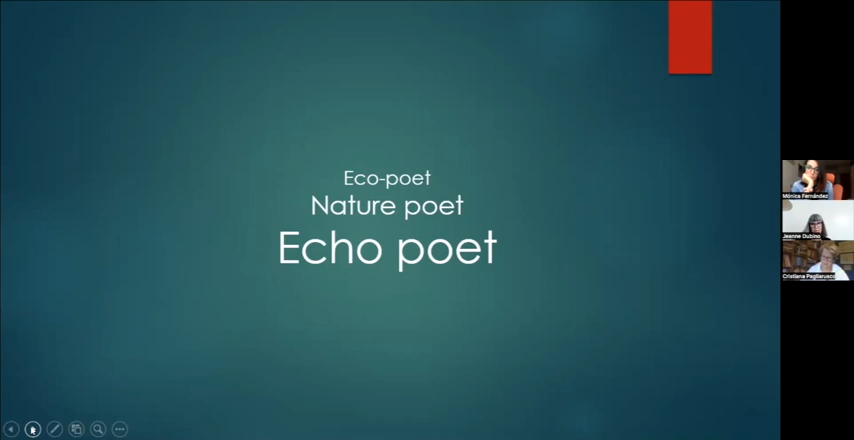 Eco-poet
Nature poet
Echo poet
Mónica Fernández
Jeanne Dubino
Cristiana Pagliarusco